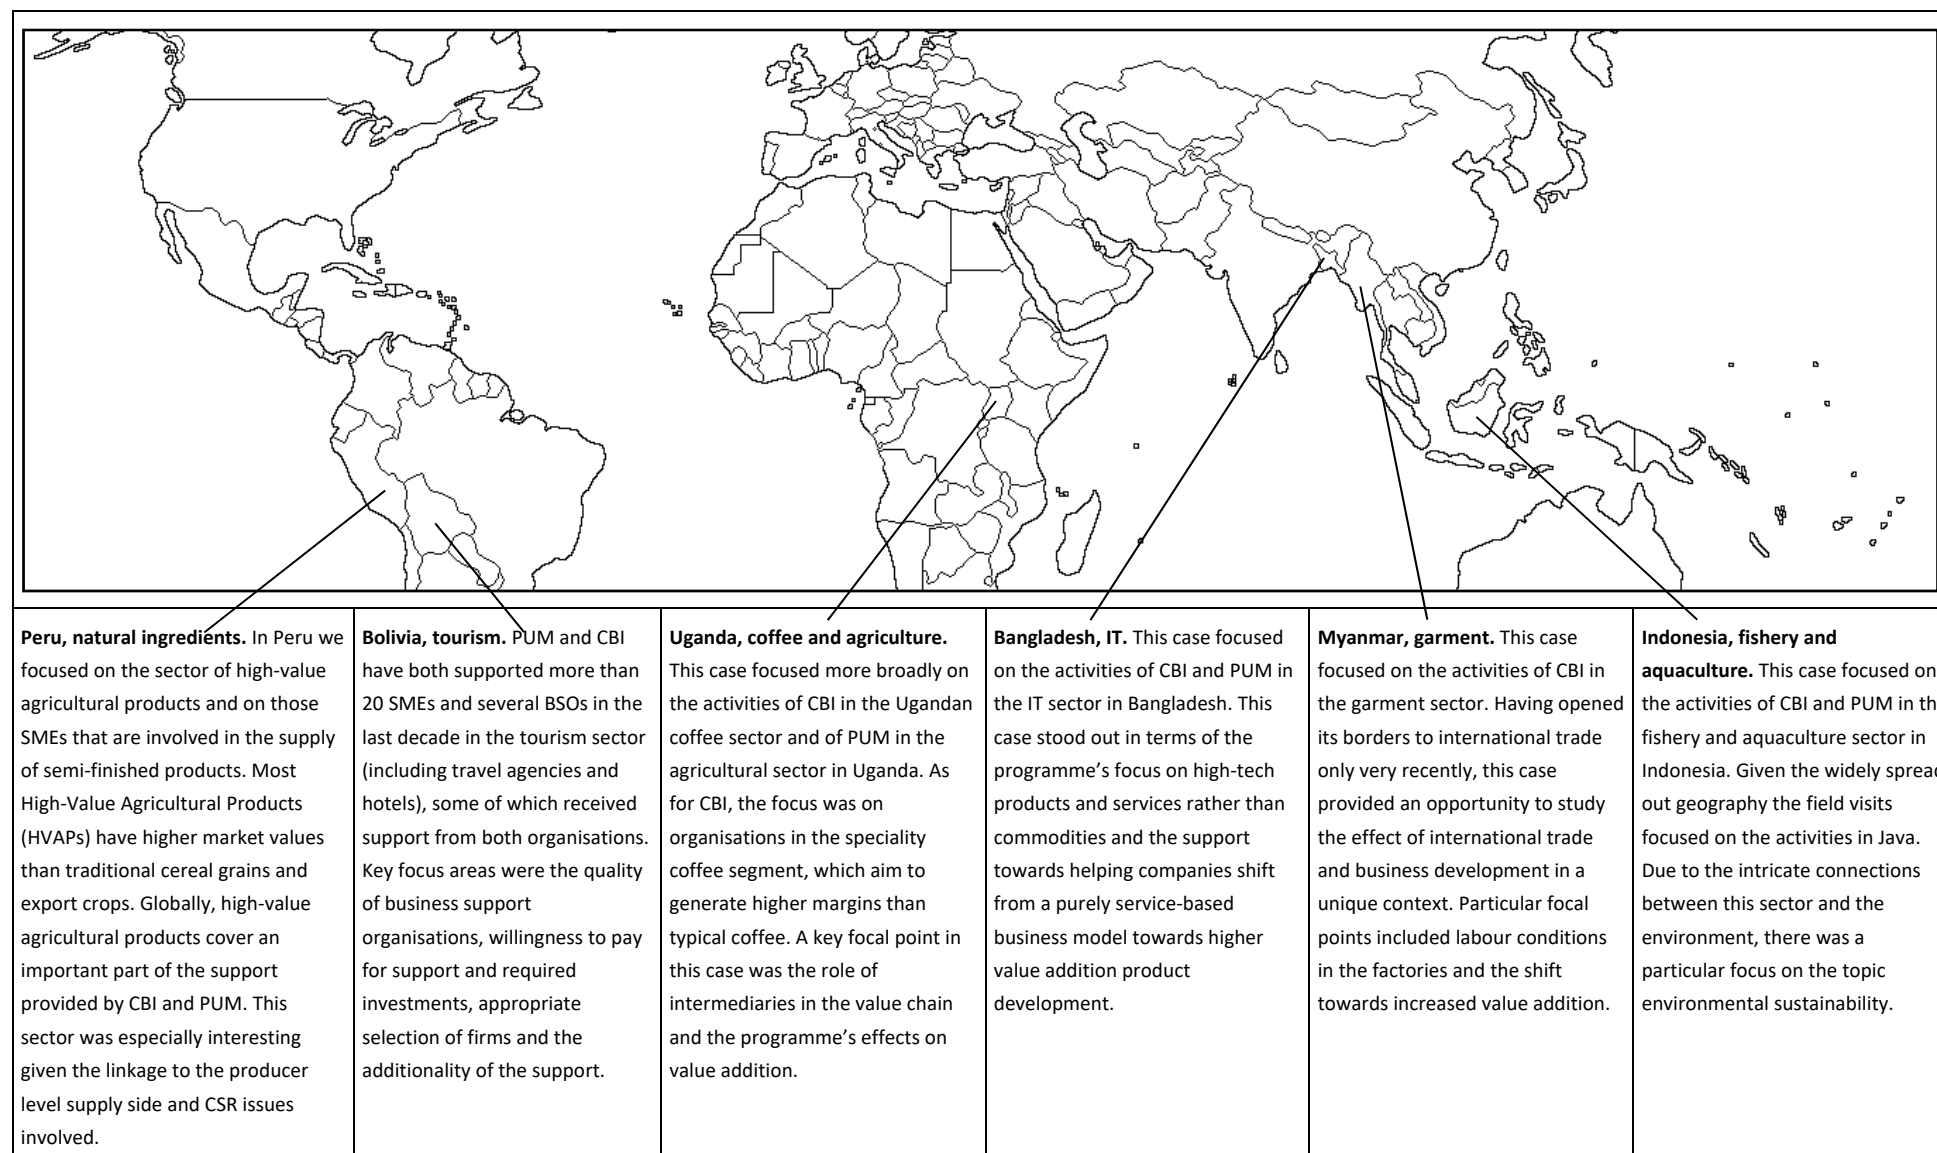 Peru, natural ingredients. In Peru we
focused on the sector of high-value
agricultural products and on those
SMEs that are involved in the supply
of semi-finished products. Most
High-Value Agricultural Products
(HVAPs) have higher market values
than traditional cereal grains and
export crops. Globally, high-value
agricultural products cover an
important part of the support
provided by CBI and PUM. This
sector was especially interesting
given the linkage to the producer
level supply side and CSR issues
involved.
Bolivia, tourism. PUM and CBI
have both supported more than
20 SMEs and several BSOs in the
last decade in the tourism sector
(including travel agencies and
hotels), some of which received
support from both organisations.
Key focus areas were the quality
of business support
organisations, willingness to pay
for support and required
investments, appropriate
selection of firms and the
additionality of the support.
Uganda, coffee and agriculture.
This case focused more broadly on
the activities of CBI in the Ugandan
coffee sector and of PUM in the
agricultural sector in Uganda. As
for CBI, the focus was on
organisations in the speciality
coffee segment, which aim to
generate higher margins than
typical coffee. A key focal point in
this case was the role of
intermediaries in the value chain
and the programme’s effects on
value addition.
Bangladesh, IT. This case focused
on the activities of CBI and PUM in
the IT sector in Bangladesh. This
case stood out in terms of the
programme’s focus on high-tech
products and services rather than
commodities and the support
towards helping companies shift
from a purely service-based
business model towards higher
value addition product
development.
Myanmar, garment. This case
focused on the activities of CBI in
the garment sector. Having opened
its borders to international trade
only very recently, this case
provided an opportunity to study
the effect of international trade
and business development in a
unique context. Particular focal
points included labour conditions
in the factories and the shift
towards increased value addition.
Indonesia, fishery and
aquaculture. This case focused on
the activities of CBI and PUM in th
fishery and aquaculture sector in
Indonesia. Given the widely spread
out geography the field visits
focused on the activities in Java.
Due to the intricate connections
between this sector and the
environment, there was a
particular focus on the topic
environmental sustainability.